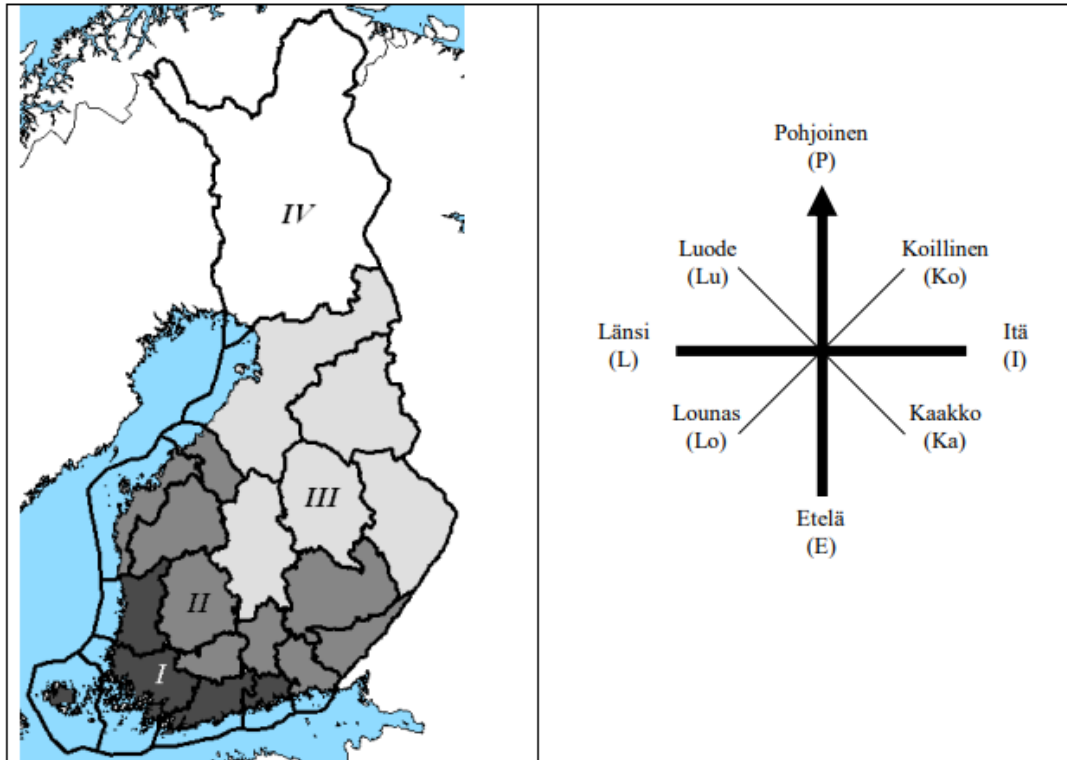 IV
III
II
I
Pohjoinen
(P)
Luode
(Lu)
Koillinen
(Ko)
Länsi
(L)
Itä
(I)
Lounas
(Lo)
Kaakko
(Ka)
Etelä
(E)